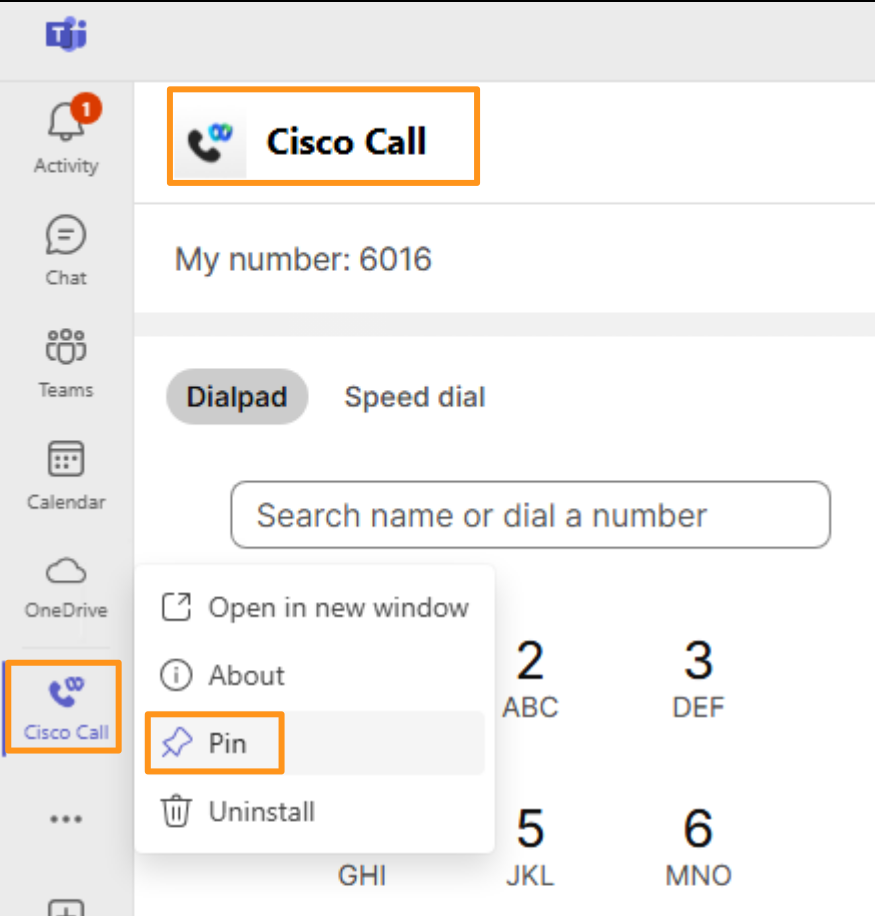 1
Activity
Chat
Teams
Calendar
OneDrive
Cisco Call
Cisco Call
My number: 6016
Dialpad Speed dial
Search name or dial a number
Open in new window
About
Pin
Uninstall
2 3
ABC DEF
5 6
GHI JKL MNO